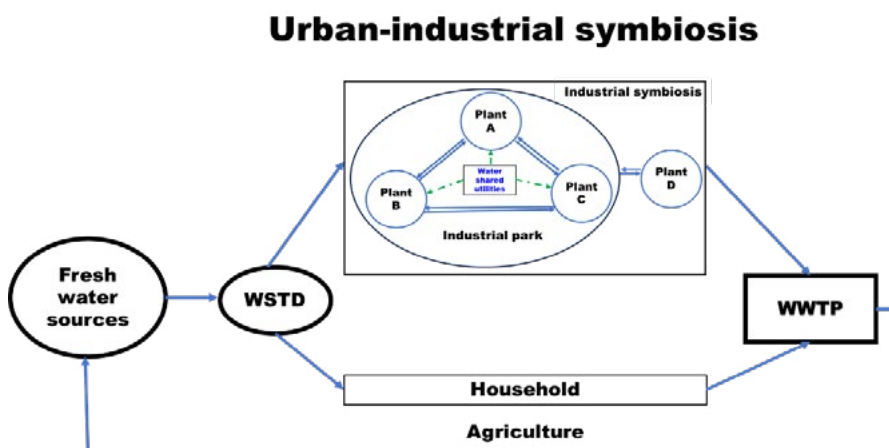 Urban-industrial symbiosis
Industrial symbiosis
Plant
A
Water
shared
utilities
Plant
B
Plant
C
Plant
D
Industrial park
Fresh
water
sources
WSTD
WWTP
Household
Agriculture